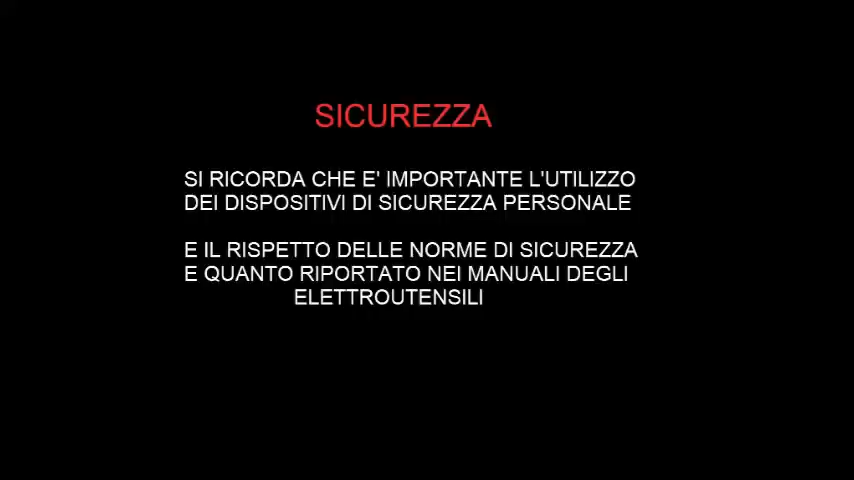 SICUREZZA
SI RICORDA CHE E' IMPORTANTE L'UTILIZZO
DEI DISPOSITIVI DI SICUREZZA PERSONALE
E IL RISPETTO DELLE NORME DI SICUREZZA
E QUANTO RIPORTATO NEI MANUALI DEGLI
ELETTROUTENSILI